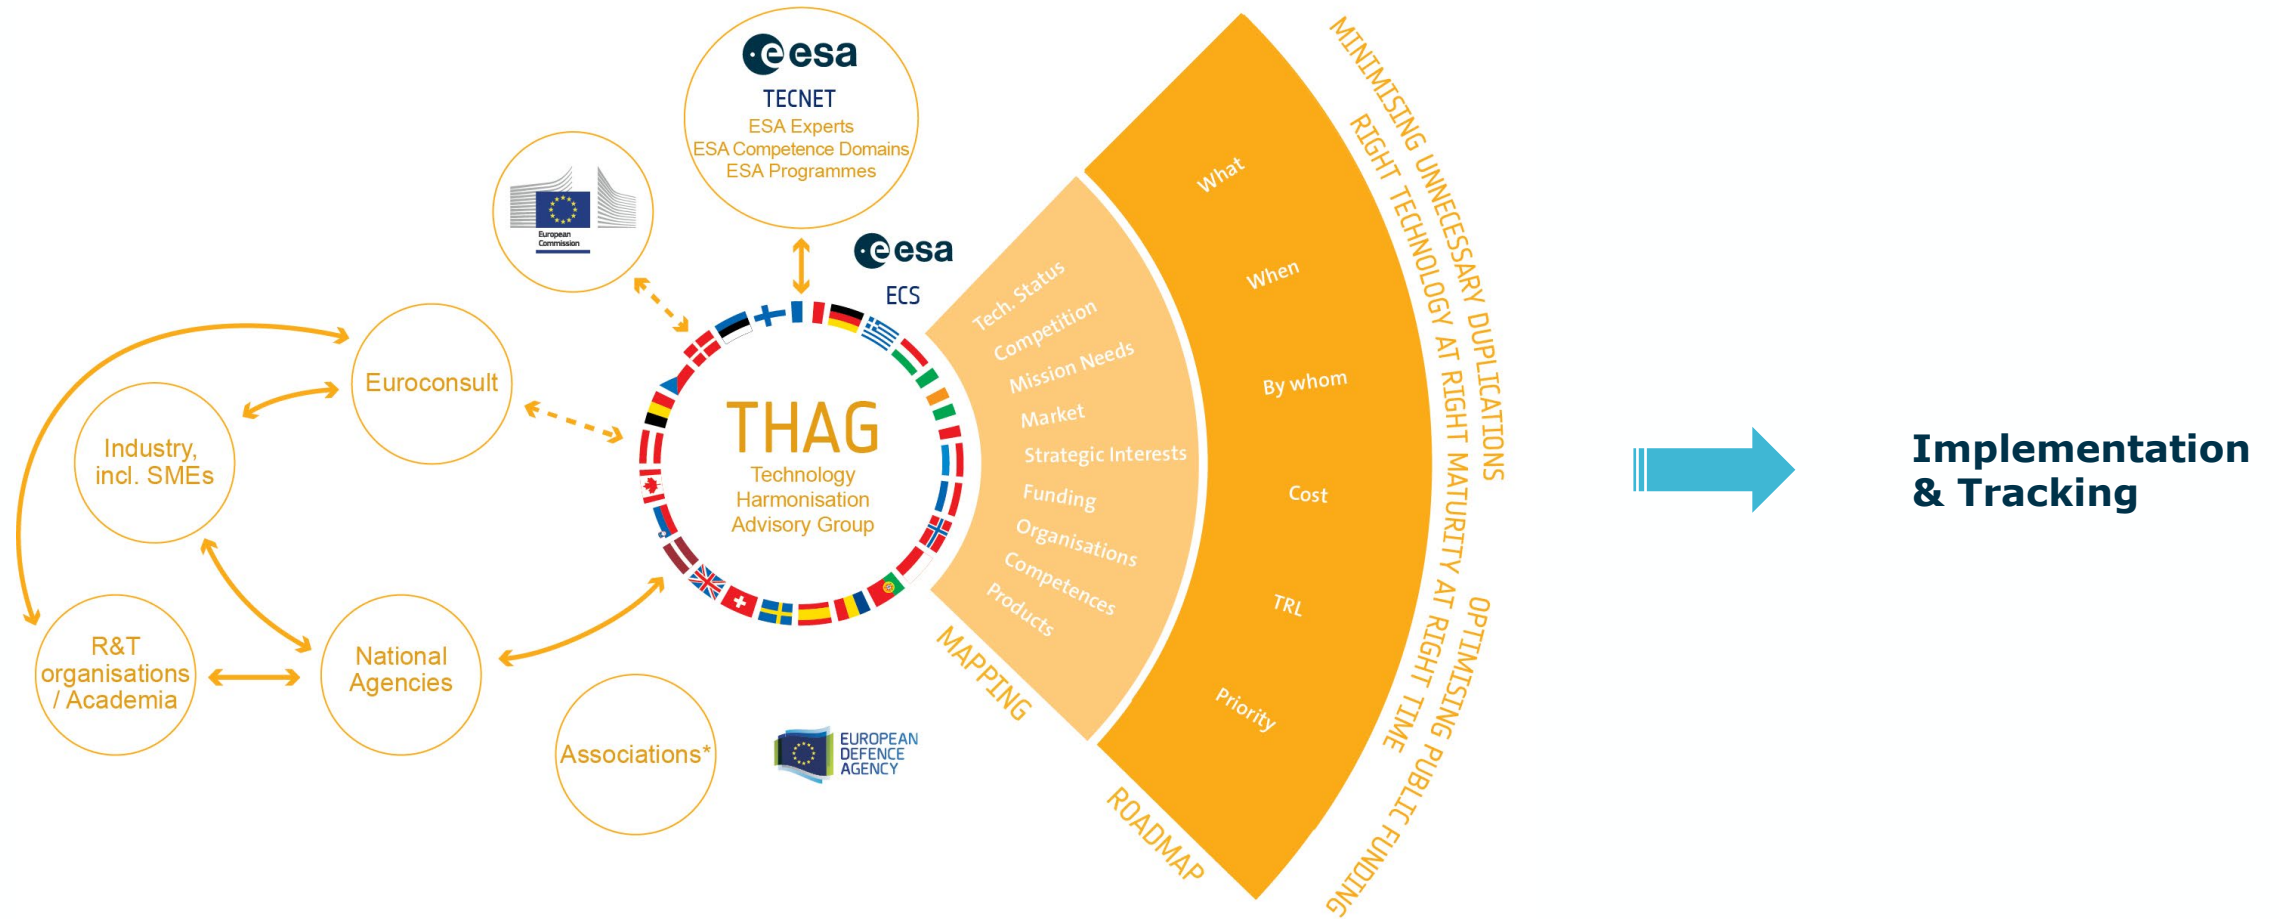 esa
TECNET
ESA Experts
ESA Competence Domains
ESA Programmes
European
Commission
esa
ECS
Euroconsult
Industry,
incl. SMEs
R&T
organisations
/ Academia
National
Agencies
Associations*
EUROPEAN
DEFENCE
AGENCY
THAG
Technology
Harmonisation
Advisory Group
Tech. Status
Competition
Mission Needs
Market
Strategic Interests
Funding
Organisations
Competences
Products
MAPPING
What
When
By whom
Cost
TRL
Priority
ROADMAP
MINIMISING UNNECESSARY DUPLICATIONS
RIGHT TECHNOLOGY AT RIGHT MATURITY AT RIGHT TIME
OPTIMISING PUBLIC FUNDING
Implementation
& Tracking